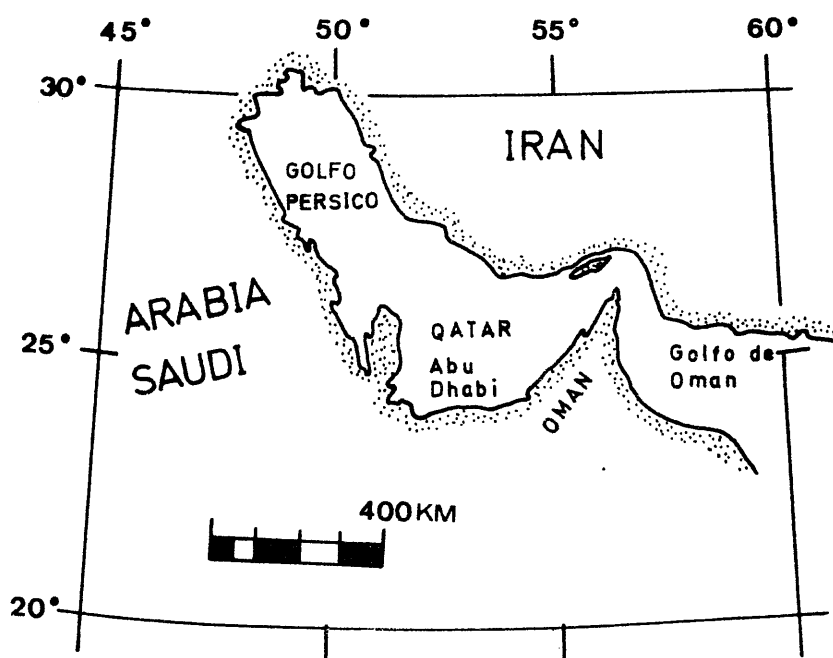 45° 50° 55° 60°
30°
IRAN
GOLFO
PERSICO
ARABIA
SAUDI
25°
QATAR
Abu
Dhabi
OMAN
Golfo de
Oman
400KM
20°